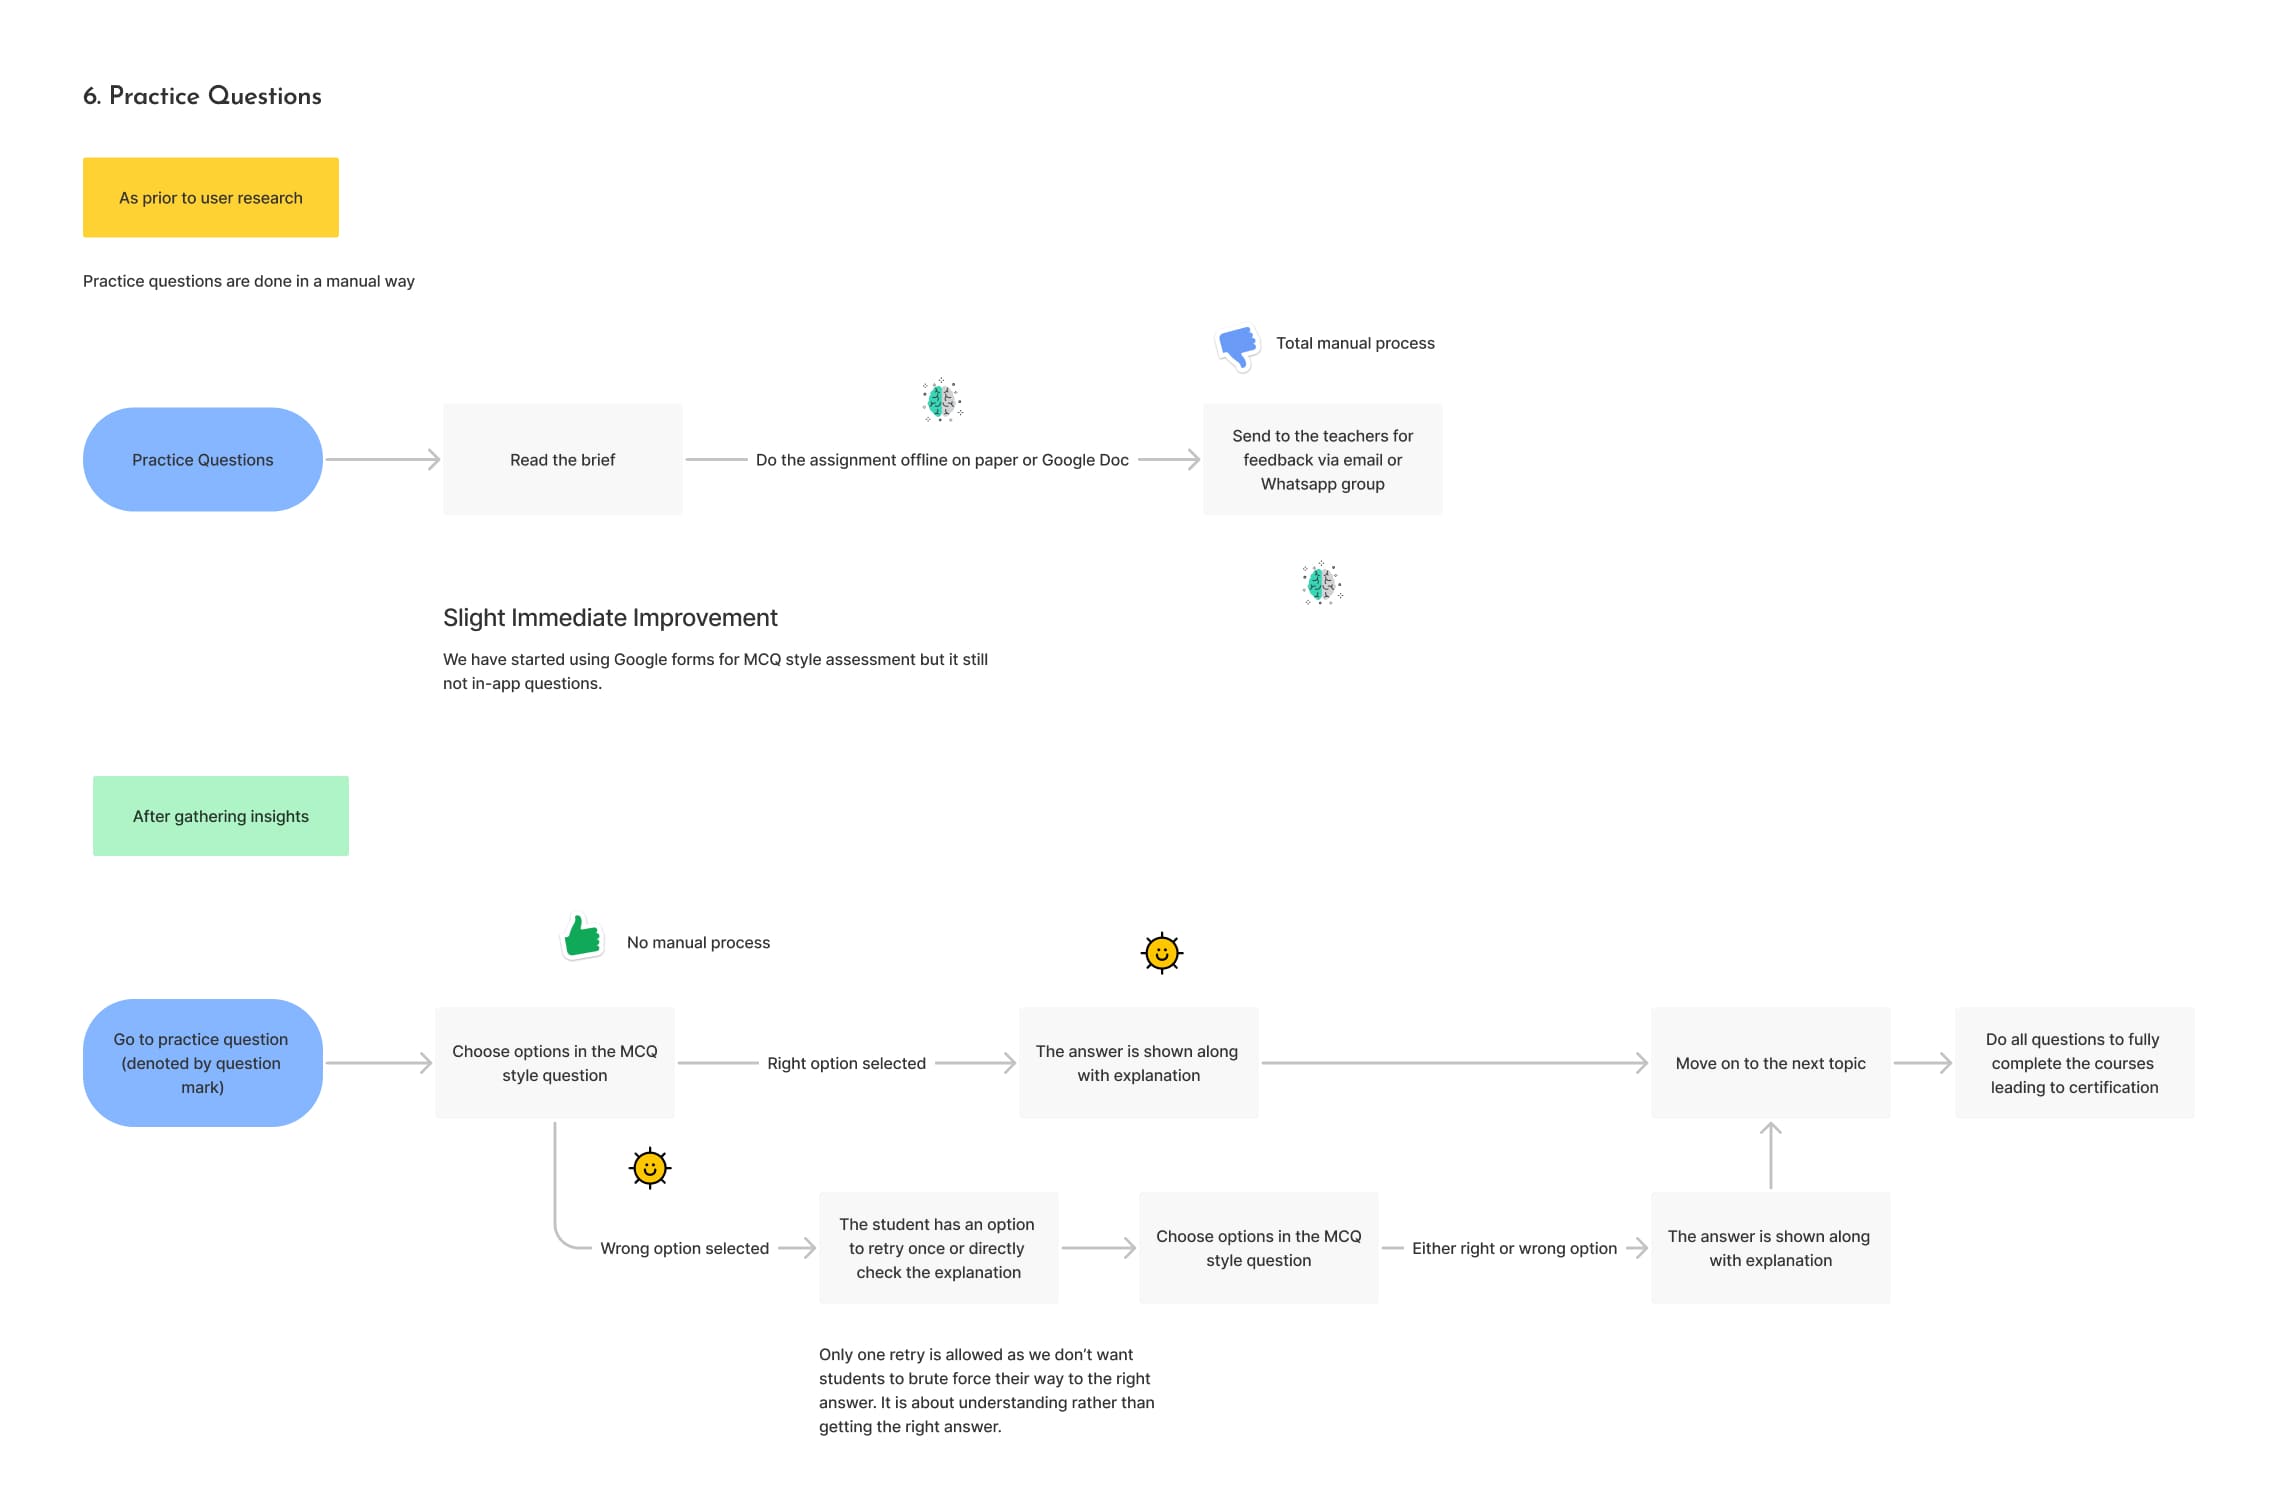 6. Practice Questions
As prior to user research
Practice questions are done in a manual way
Total manual process
Practice Questions
Read the brief
Do the assignment offline on paper or Google Doc
Send to the teachers for
feedback via email or
Whatsapp group
Slight Immediate Improvement
We have started using Google forms for MCQ style assessment but it still
not in-app questions.
After gathering insights
No manual process
Go to practice question
(denoted by question
mark)
Choose options in the MCQ
style question
Right option selected
The answer is shown along
with explanation
Move on to the next topic
Do all questions to fully
complete the courses
leading to certification
Wrong option selected
The student has an option
to retry once or directly
check the explanation
Choose options in the MCQ
style question
Either right or wrong option
The answer is shown along
with explanation
Only one retry is allowed as we don’t want
students to brute force their way to the right
answer. It is about understanding rather than
getting the right answer.